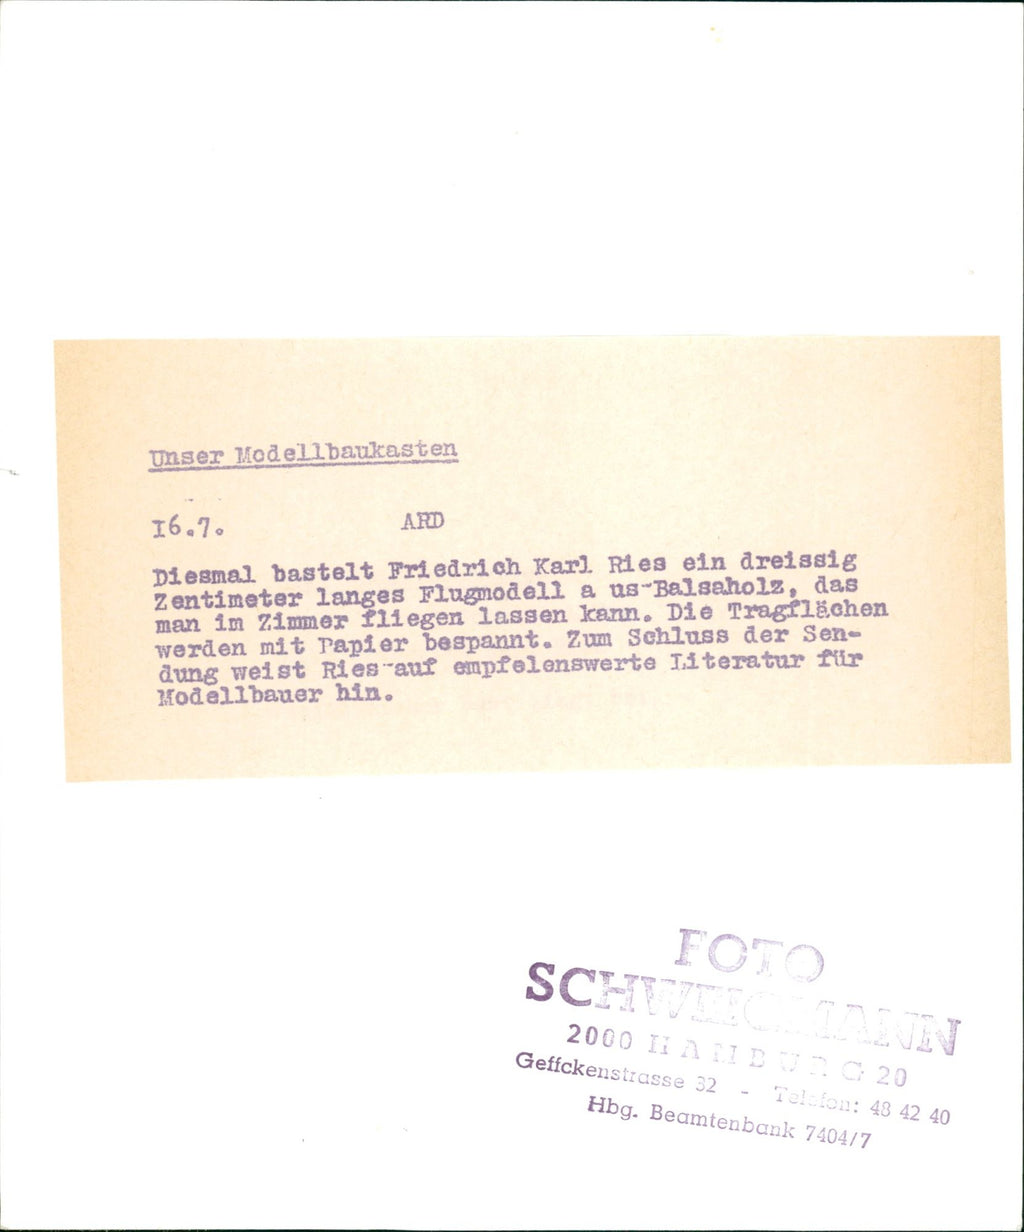 Unser Modellbaukasten
I6.7. ARD
Diesmal bastelt Friedrich Karl Ries ein dreissig
Zentimeter langes Flugmodell a us-Balsaholz, das
man im Zimmer fliegen lassen kann. Die Tragflächen
werden mit Papier bespannt. Zum Schluss der Sen-
dung weist Ries-auf empfelenswerte Literatur für
Modellbauer hin.
FOTO
SCHWIEGMANN
2000 HAMBURG 20
Geffckenstrasse 32 - Telefon: 48 42 40
Hbg. Beamtenbank 7404/7